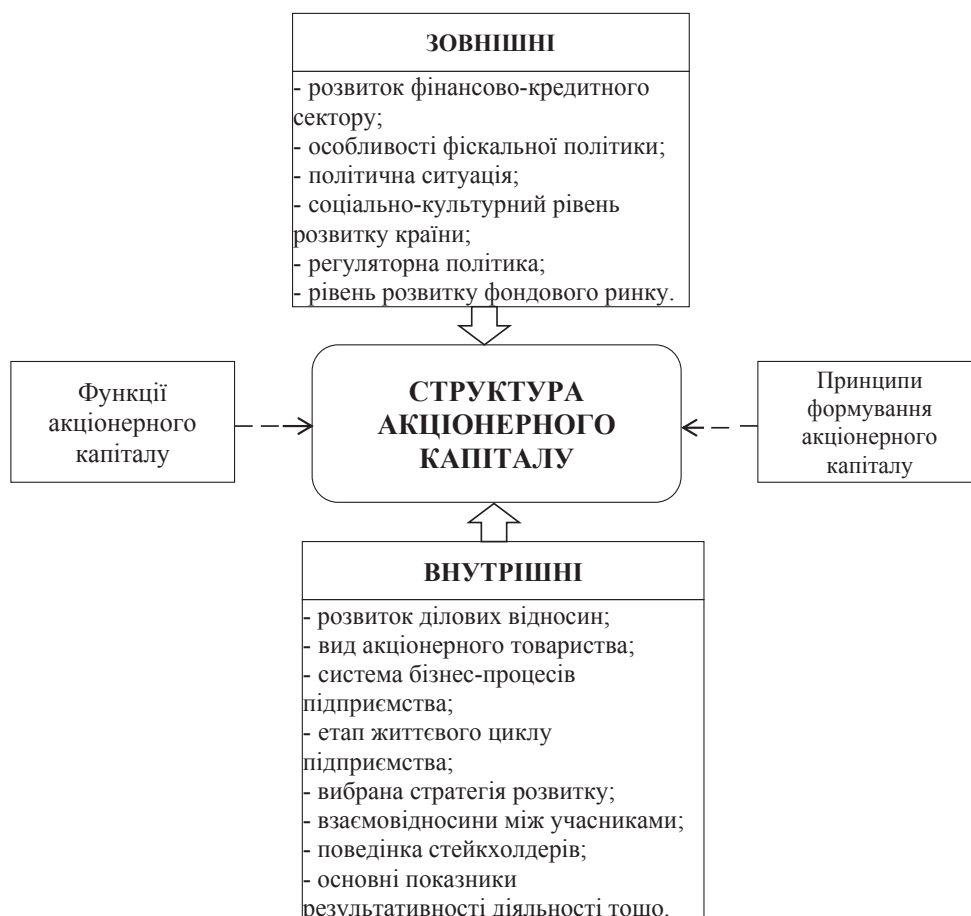 ЗОВНІШНІ
- розвиток фінансово-кредитного
сектору;
- особливості фіскальної політики;
- політична ситуація;
- соціально-культурний рівень
розвитку країни;
- регуляторна політика;
- рівень розвитку фондового ринку.
Функції
акціонерного
капіталу
СТРУКТУРА
АКЦІОНЕРНОГО
КАПІТАЛУ
Принципи
формування
акціонерного
капіталу
ВНУТРІШНІ
- розвиток ділових відносин;
- вид акціонерного товариства;
- система бізнес-процесів
підприємства;
- етап життєвого циклу
підприємства;
- вибрана стратегія розвитку;
- взаємовідносини між учасниками;
- поведінка стейкхолдерів;
- основні показники
результативності діяльності тощо.